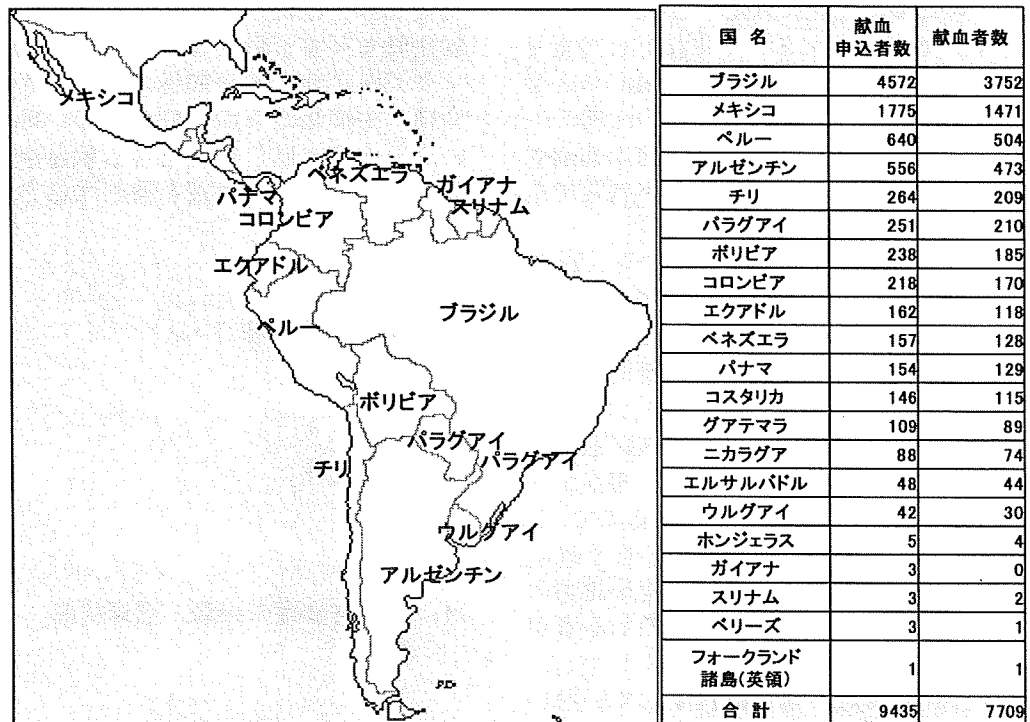 メキシコ
ベネズエラ
ガイアナ
スリナム
パナマ
コロンビア
エクアドル
ペルー
ブラジル
ボリビア
パラグアイ
パラグアイ
チリ
ウルグアイ
アルゼンチン
国 名 献血申込者数 献血者数
ブラジル 4572 3752
メキシコ 1775 1471
ペルー 640 504
アルゼンチン 556 473
チリ 264 209
パラグアイ 251 210
ボリビア 238 185
コロンビア 218 170
エクアドル 162 118
ベネズエラ 157 128
パナマ 154 129
コスタリカ 146 115
グアテマラ 109 89
ニカラグア 88 74
エルサルバドル 48 44
ウルグアイ 42 30
ホンジェラス 5 4
ガイアナ 3 0
スリナム 3 2
ベリーズ 3 1
フォークランド
諸島(英領) 1 1
合 計 9435 7709